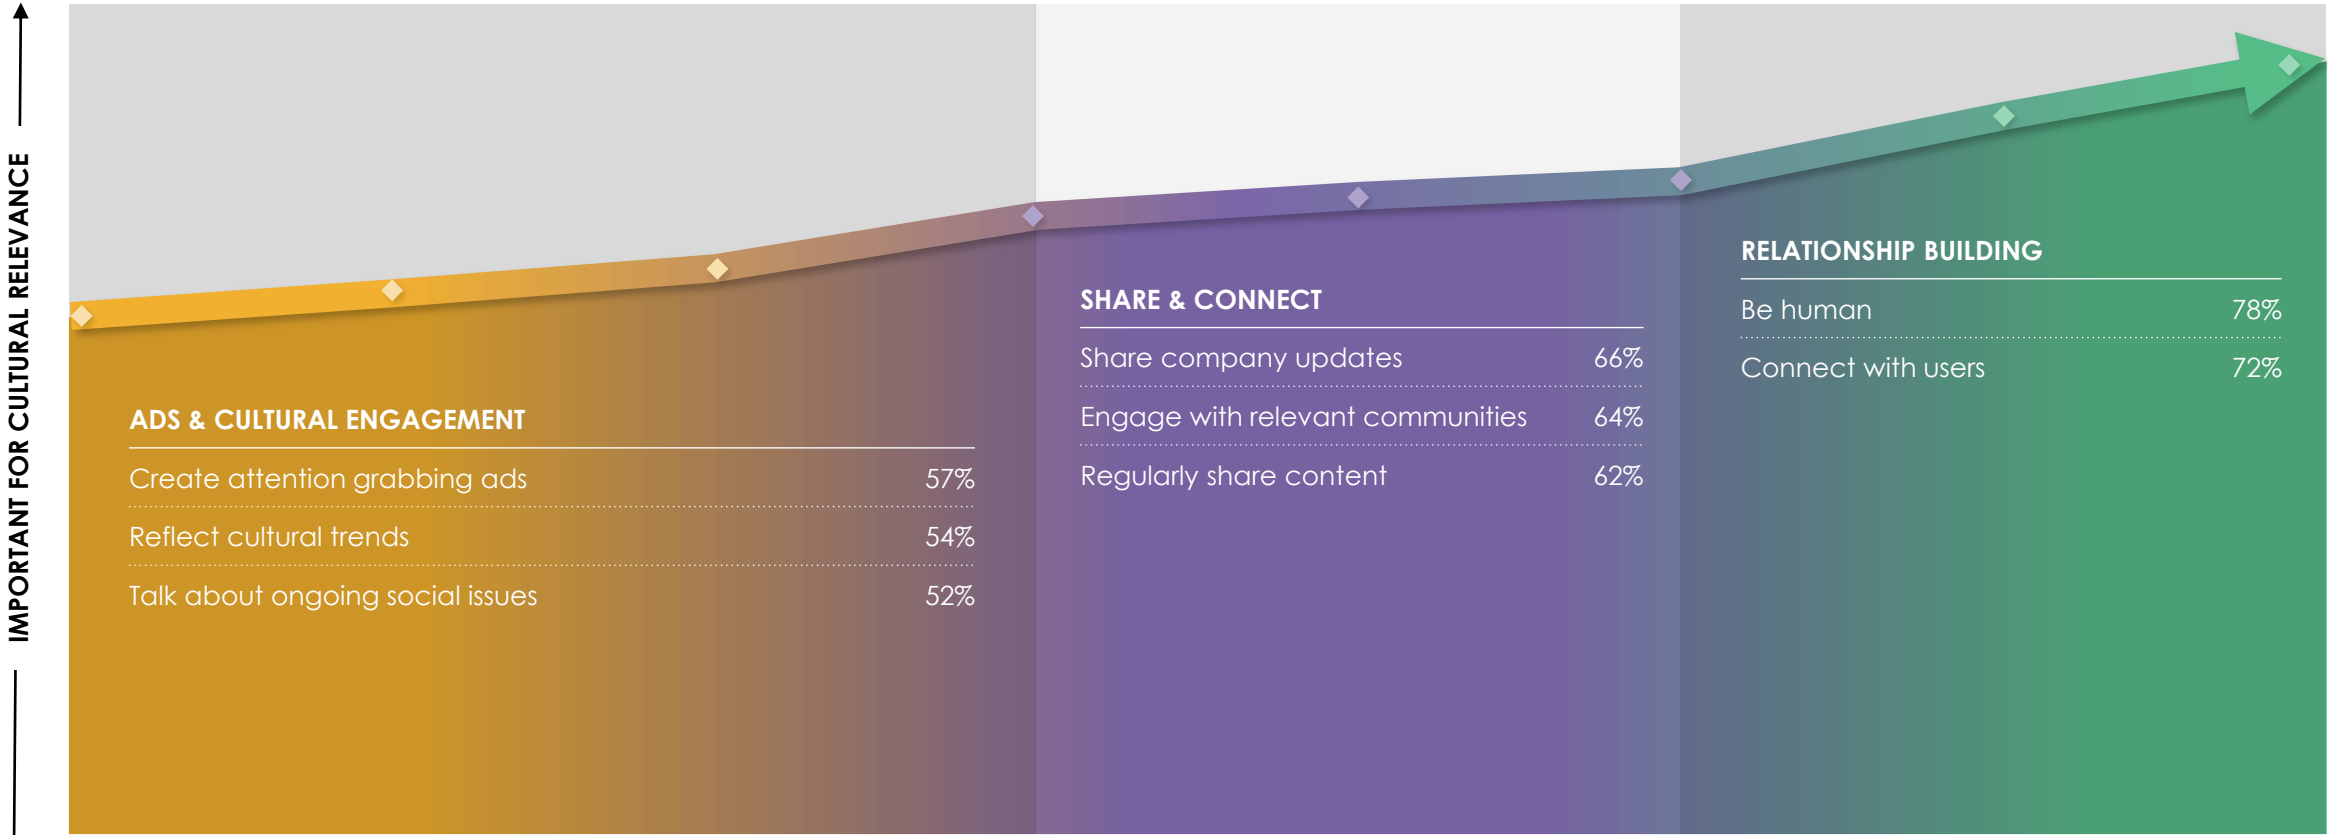 IMPORTANT FOR CULTURAL RELEVANCE
ADS & CULTURAL ENGAGEMENT
Create attention grabbing ads 57%
Reflect cultural trends 54%
Talk about ongoing social issues 52%
SHARE & CONNECT
Share company updates 66%
Engage with relevant communities 64%
Regularly share content 62%
RELATIONSHIP BUILDING
Be human 78%
Connect with users 72%